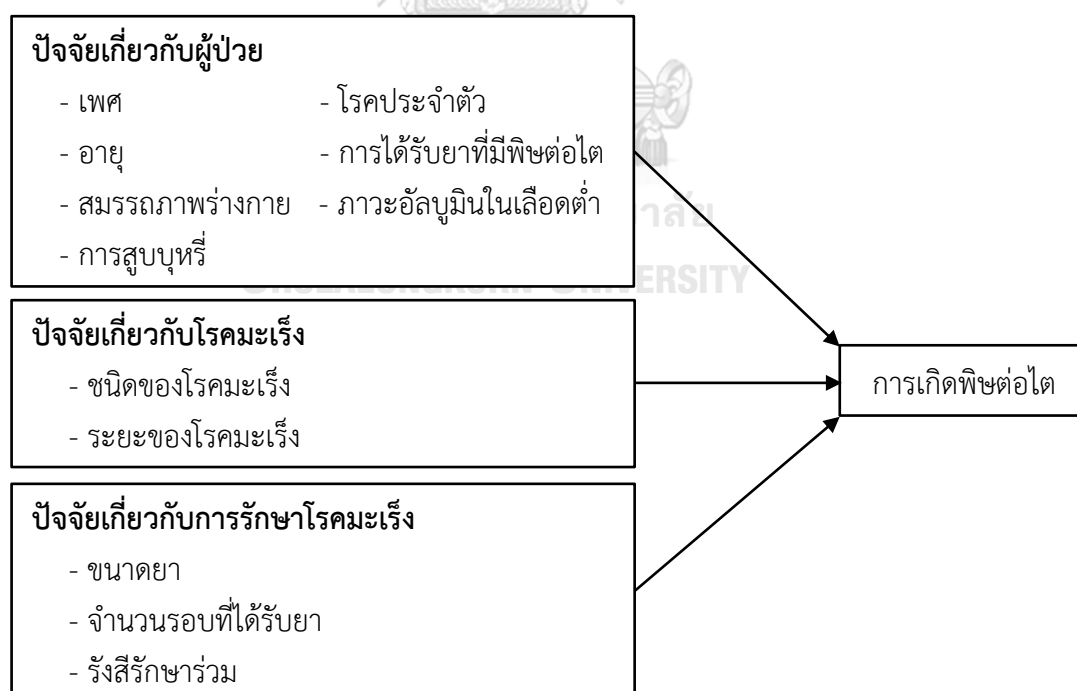 ปัจจัยเกี่ยวกับผู้ป่วย
- เพศ - โรคประจำตัว
- อายุ - การได้รับยาที่มีพิษต่อไต
- สมรรถภาพร่างกาย - ภาวะอัลบูมินในเลือดต่ำ
- การสูบบุหรี่
ปัจจัยเกี่ยวกับโรคมะเร็ง
- ชนิดของโรคมะเร็ง
- ระยะของโรคมะเร็ง
การเกิดพิษต่อไต
ปัจจัยเกี่ยวกับการรักษาโรคมะเร็ง
- ขนาดยา
- จำนวนรอบที่ได้รับยา
- รังสีรักษาร่วม